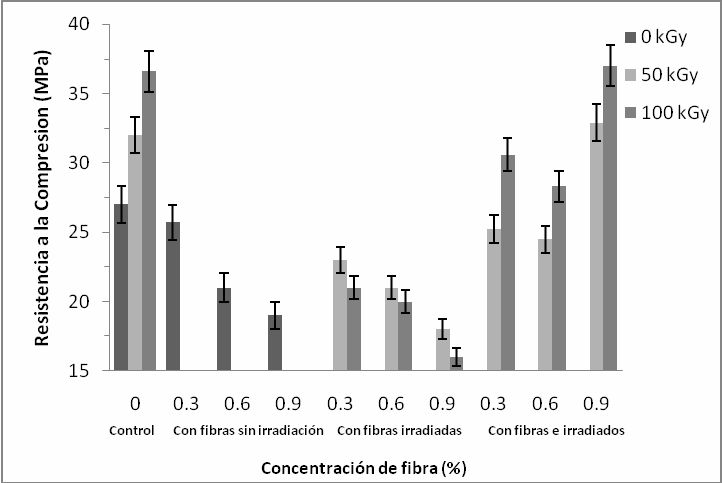 Resistencia a la Compresion (MPa)
40
35
30
25
20
15
0 kGy
50 kGy
100 kGy
0 0.3 0.6 0.9 0.3 0.6 0.9 0.3 0.6 0.9
Control Con fibras sin irradiación Con fibras irradiadas Con fibras e irradiados
Concentración de fibra (%)